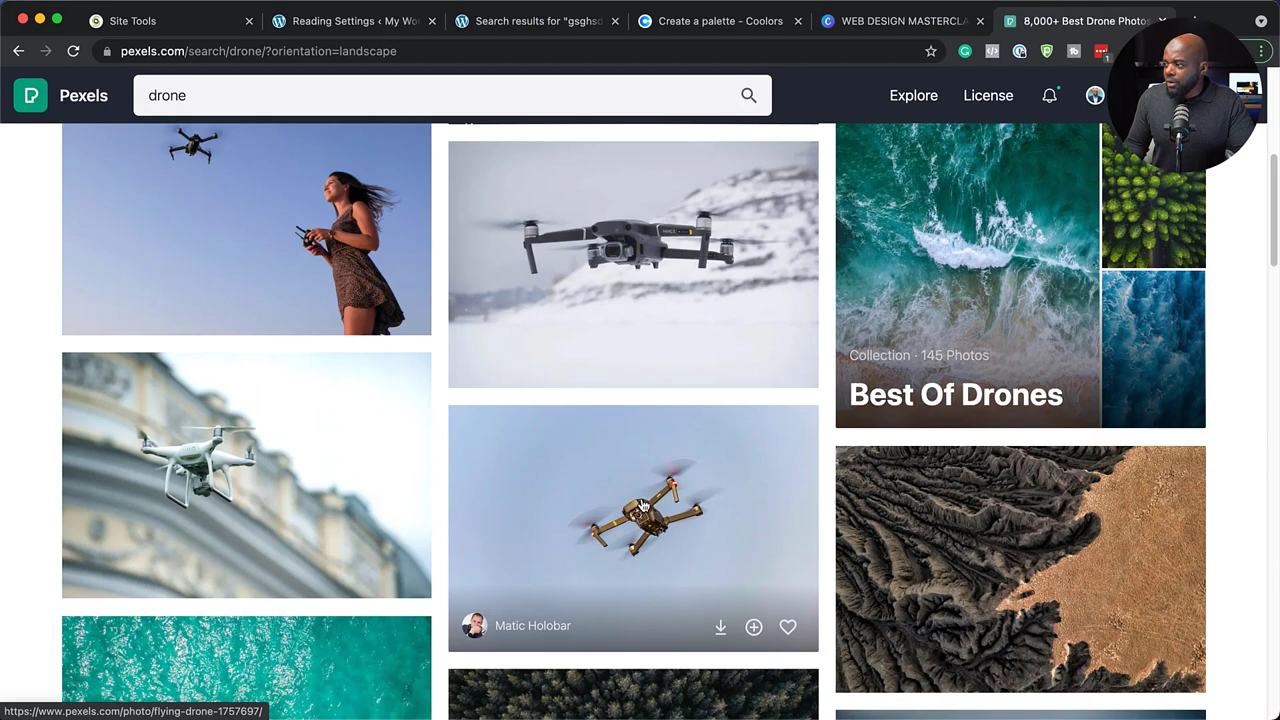 Site Tools
Reading Settings ‹ My Wo
Search results for "gsghsd
Create a palette - Coolors
WEB DESIGN MASTERCLA
8,000+ Best Drone Photos
pexels.com/search/drone/?orientation=landscape
Pexels
drone
Explore
License
Collection · 145 Photos
Best Of Drones
Matic Holobar
https://www.pexels.com/photo/flying-drone-1757697/